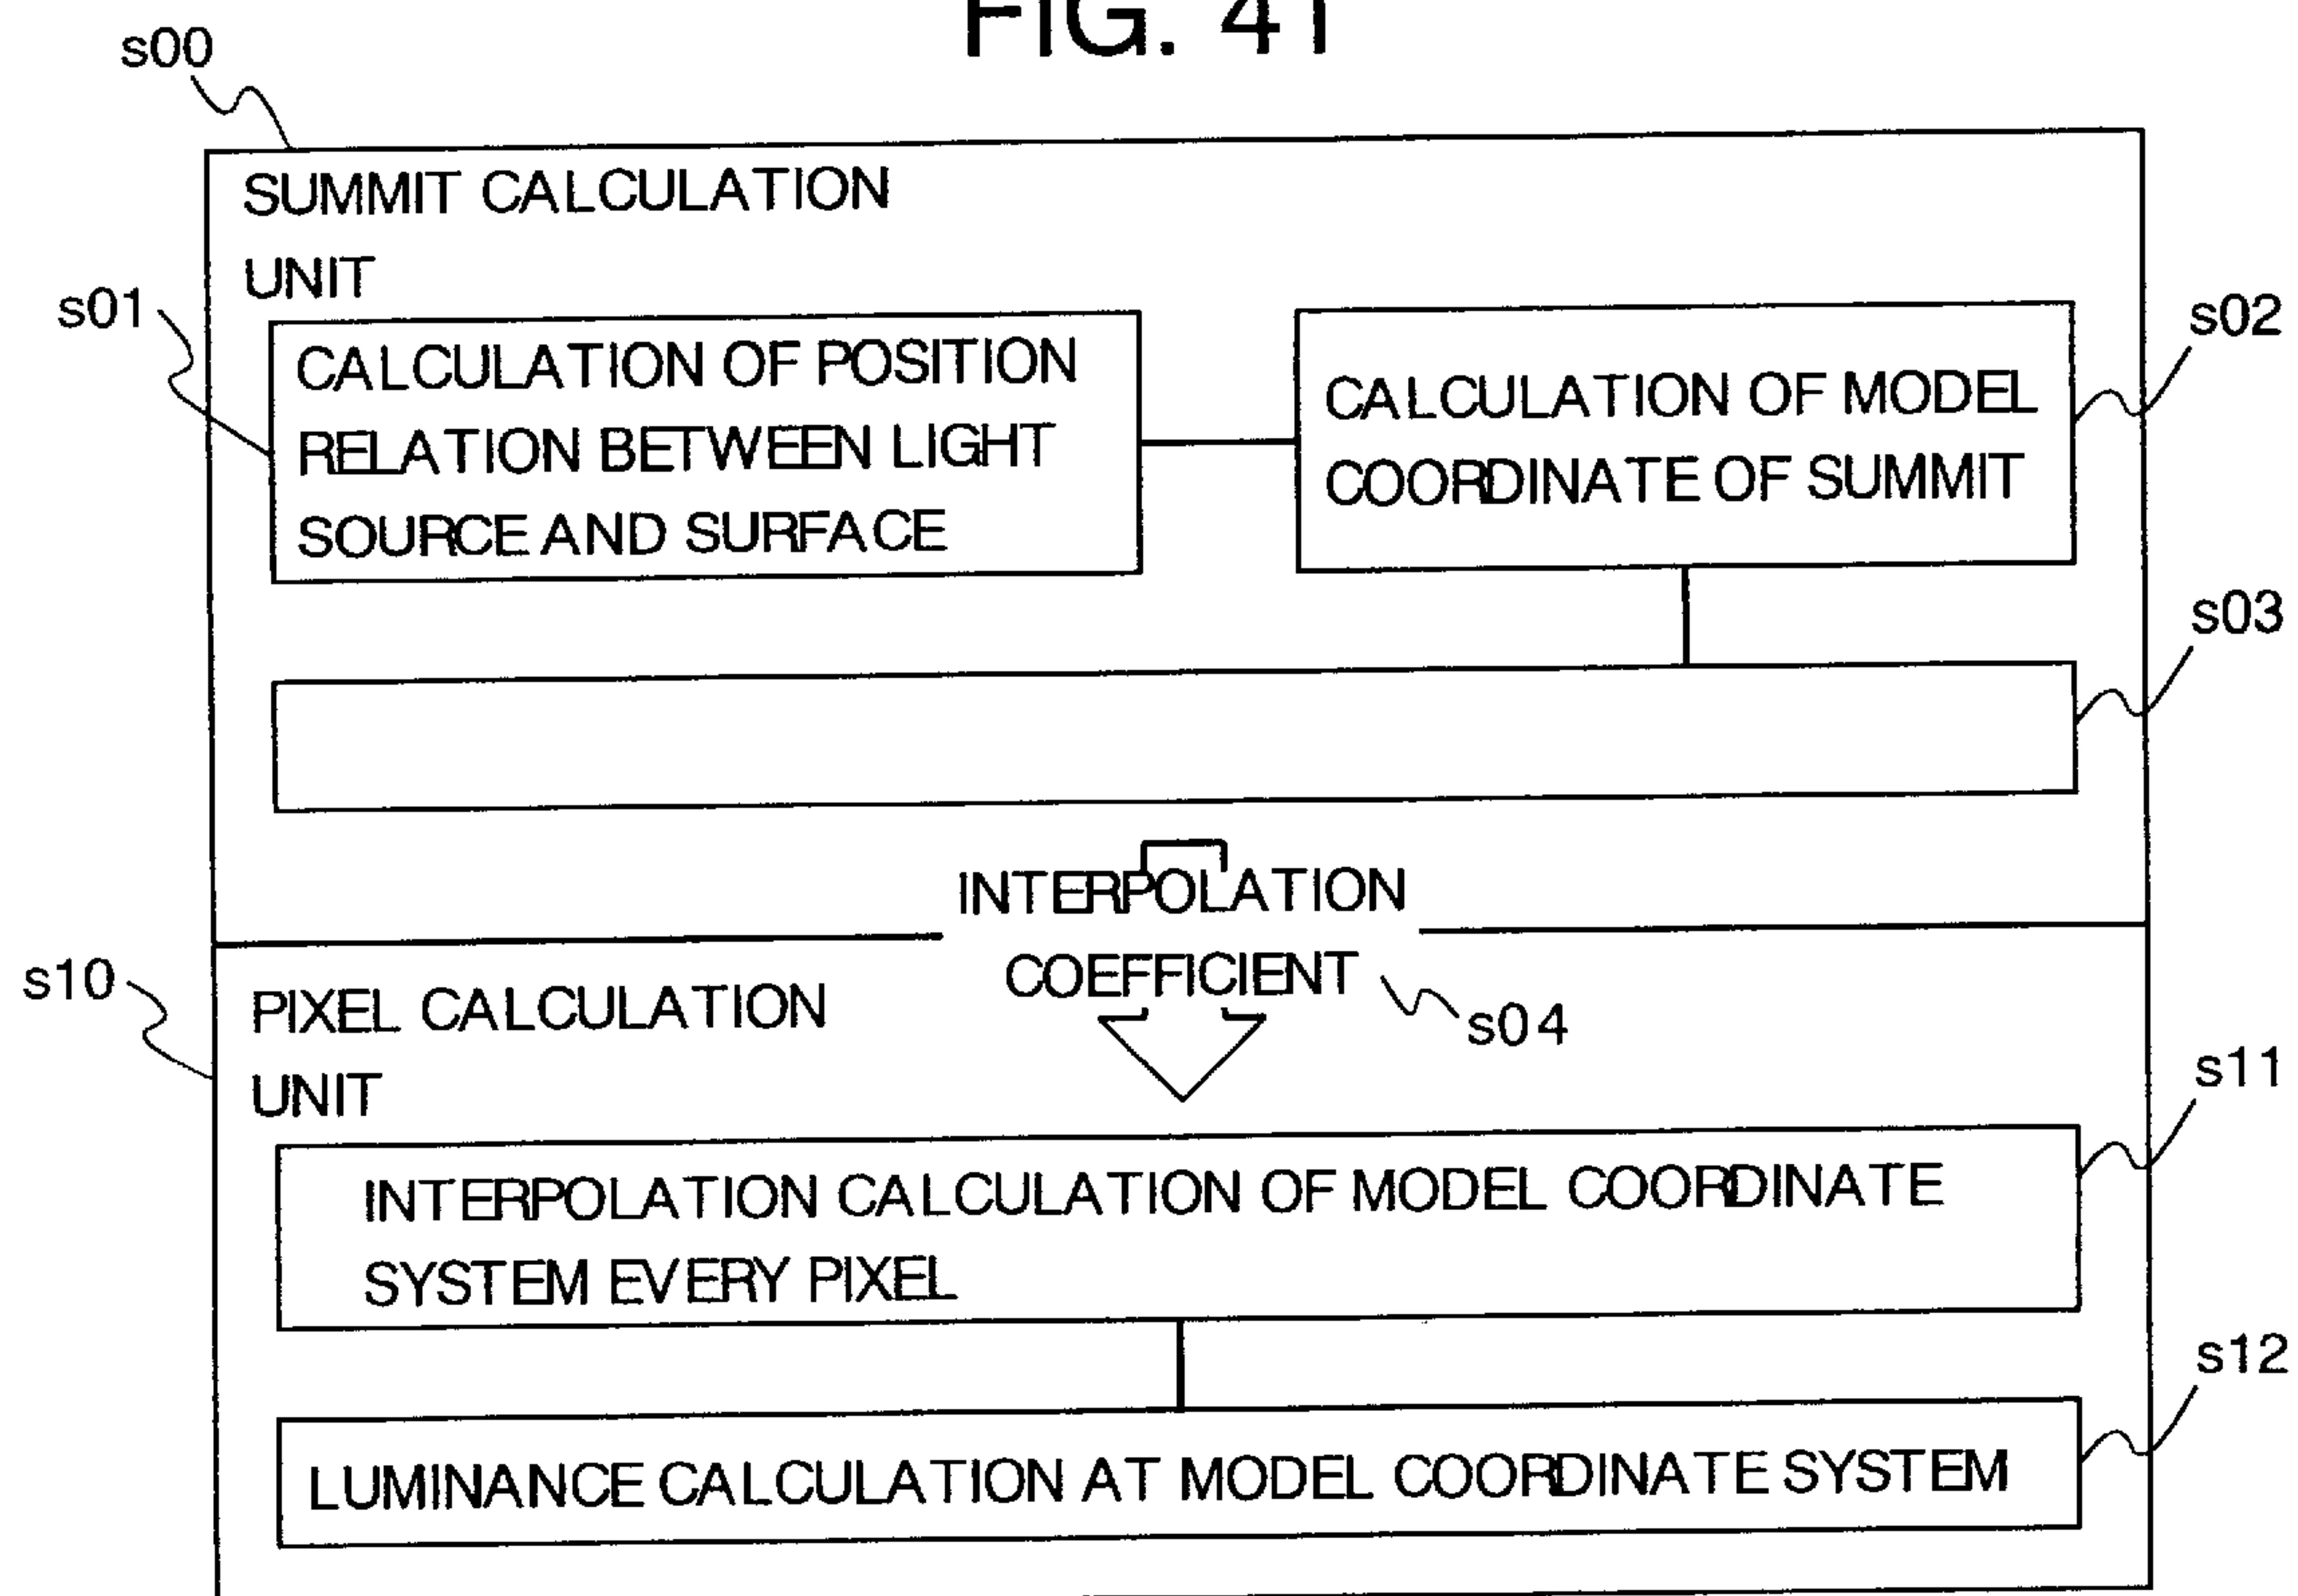 FIG. 41
s00
SUMMIT CALCULATION
UNIT
s01
CALCULATION OF POSITION
RELATION BETWEEN LIGHT
SOURCE AND SURFACE
s02
CALCULATION OF MODEL
COORDINATE OF SUMMIT
s03
INTERPOLATION
COEFFICIENT
s04
s10
PIXEL CALCULATION
UNIT
s11
INTERPOLATION CALCULATION OF MODEL COORDINATE
SYSTEM EVERY PIXEL
s12
LUMINANCE CALCULATION AT MODEL COORDINATE SYSTEM